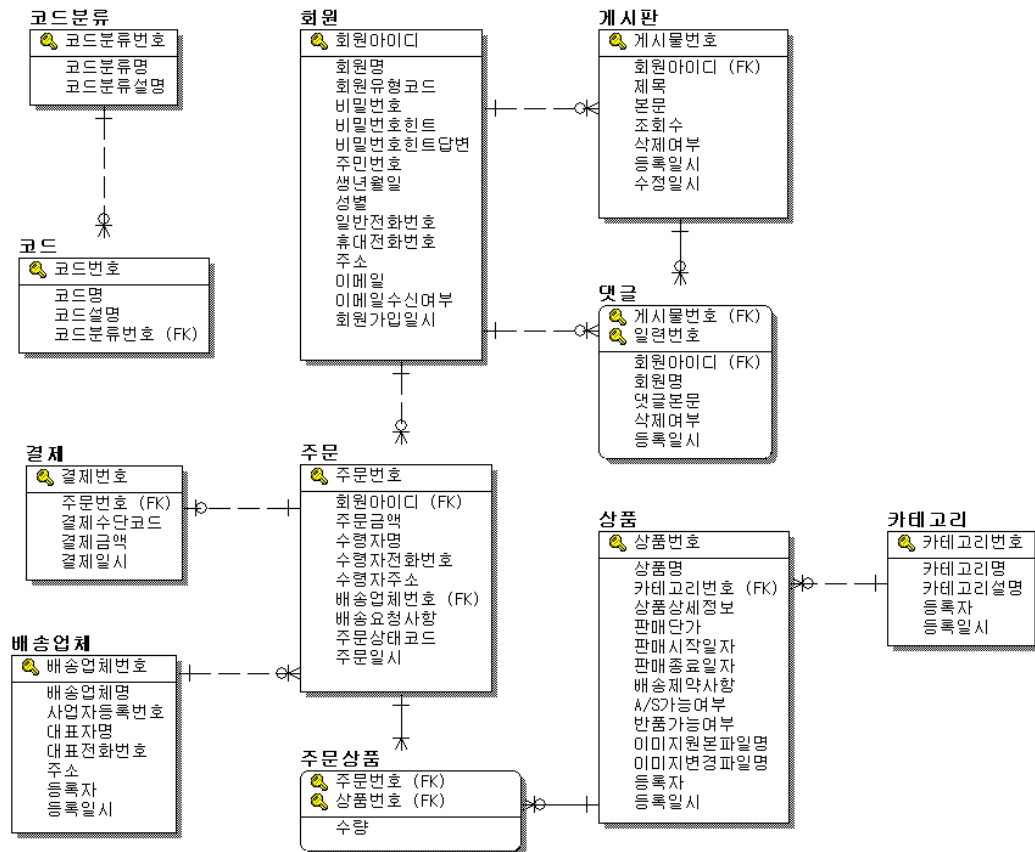 코드분류
코드분류번호
코드분류명
코드분류설명
회원
회원아이디
회원명
회원유형코드
비밀번호
비밀번호힌트
비밀번호힌트답변
주민번호
생년월일
성별
일반전화번호
휴대전화번호
주소
이메일
이메일수신여부
회원가입일시
게시판
게시물번호
회원아이디 (FK)
제목
본문
조회수
삭제여부
등록일시
수정일시
코드
코드번호
코드명
코드설명
코드분류번호 (FK)
댓글
게시물번호 (FK)
일련번호
회원아이디 (FK)
회원명
댓글본문
삭제여부
등록일시
결제
결제번호
주문번호 (FK)
결제수단코드
결제금액
결제일시
주문
주문번호
회원아이디 (FK)
주문금액
수령자명
수령자전화번호
수령자주소
배송업체번호 (FK)
배송요청사항
주문상태코드
주문일시
상품
상품번호
상품명
카테고리번호 (FK)
상품상세정보
판매단가
판매시작일자
판매종료일자
배송제약사항
A/S가능여부
반품가능여부
이미지원본파일명
이미지변경파일명
등록자
등록일시
카테고리
카테고리번호
카테고리명
카테고리설명
등록자
등록일시
배송업체
배송업체번호
배송업체명
사업자등록번호
대표자명
대표전화번호
주소
등록자
등록일시
주문상품
주문번호 (FK)
상품번호 (FK)
수량